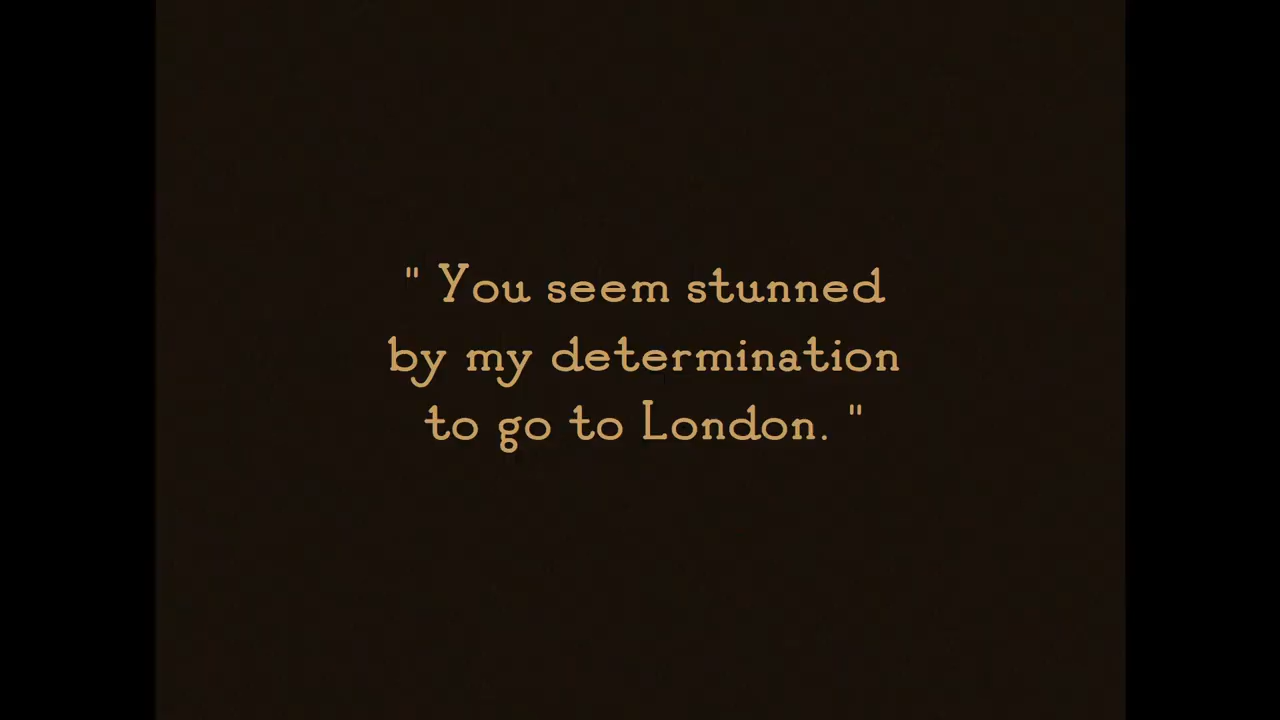 " You seem stunned
by my determination
to go to London. "